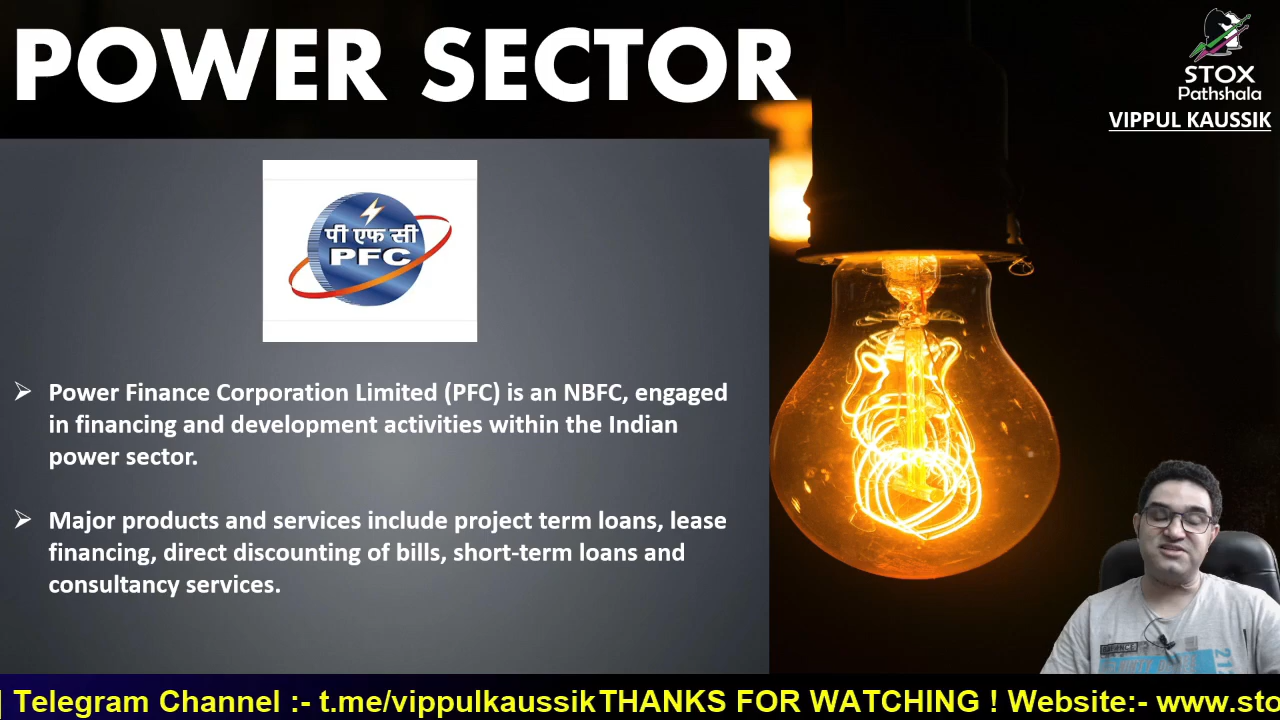 POWER SECTOR
STOX
Pathshala
VIPPUL KAUSSIK
पी एफ सी
PFC
Power Finance Corporation Limited (PFC) is an NBFC, engaged
in financing and development activities within the Indian
power sector.
Major products and services include project term loans, lease
financing, direct discounting of bills, short-term loans and
consultancy services.
| Telegram Channel :- t.me/vippulkaussik THANKS FOR WATCHING ! Website:- www.sto